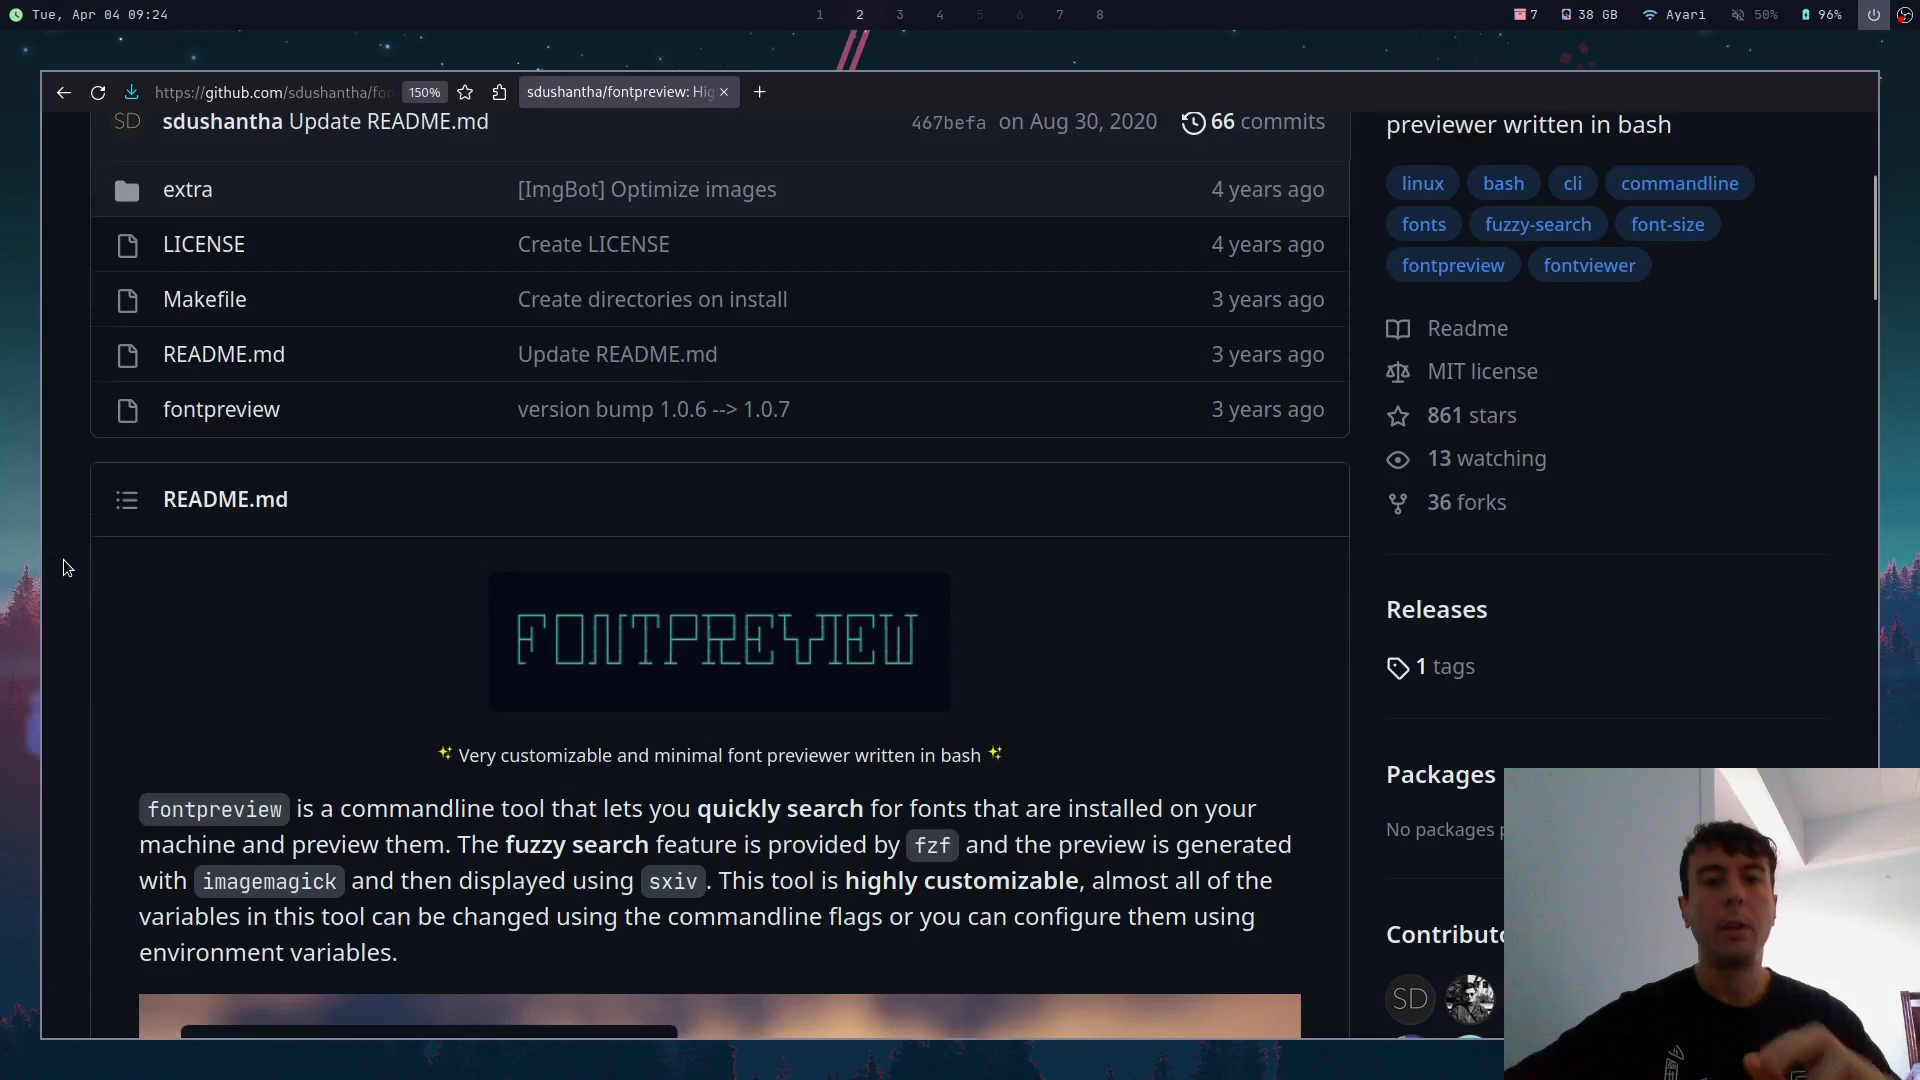 Tue, Apr 04 09:24
1 2 3 4 5 6 7 8
7 38 GB Ayari 50% 96%
https://github.com/sdushantha/fon 150% sdushantha/fontpreview: Hig
SD sdushantha Update README.md 467befa on Aug 30, 2020 66 commits
extra [ImgBot] Optimize images 4 years ago
LICENSE Create LICENSE 4 years ago
Makefile Create directories on install 3 years ago
README.md Update README.md 3 years ago
fontpreview version bump 1.0.6 --> 1.0.7 3 years ago
README.md
FONTPREVIEW
✨ Very customizable and minimal font previewer written in bash ✨
fontpreview is a commandline tool that lets you quickly search for fonts that are installed on your
machine and preview them. The fuzzy search feature is provided by fzf and the preview is generated
with imagemagick and then displayed using sxiv. This tool is highly customizable, almost all of the
variables in this tool can be changed using the commandline flags or you can configure them using
environment variables.
previewer written in bash
linux bash cli commandline
fonts fuzzy-search font-size
fontpreview fontviewer
Readme
MIT license
861 stars
13 watching
36 forks
Releases
1 tags
Packages
No packages p
Contributo
SD